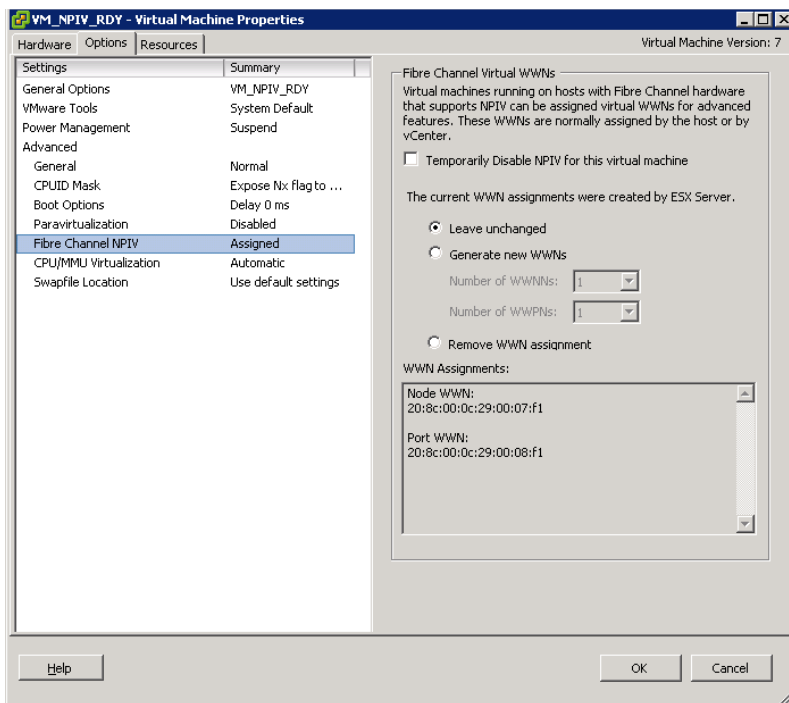 VM_NPIV_RDY - Virtual Machine Properties
Hardware Options Resources Virtual Machine Version: 7
Settings Summary
General Options VM_NPIV_RDY
VMware Tools System Default
Power Management Suspend
Advanced
General Normal
CPUID Mask Expose Nx flag to ...
Boot Options Delay 0 ms
Paravirtualization Disabled
Fibre Channel NPIV Assigned
CPU/MMU Virtualization Automatic
Swapfile Location Use default settings
Fibre Channel Virtual WWNs
Virtual machines running on hosts with Fibre Channel hardware
that supports NPIV can be assigned virtual WWNs for advanced
features. These WWNs are normally assigned by the host or by
vCenter.
Temporarily Disable NPIV for this virtual machine
The current WWN assignments were created by ESX Server.
Leave unchanged
Generate new WWNs
Number of WWNNs: 1
Number of WWPNs: 1
Remove WWN assignment
WWN Assignments:
Node WWN:
20:8c:00:0c:29:00:07:f1
Port WWN:
20:8c:00:0c:29:00:08:f1
Help OK Cancel